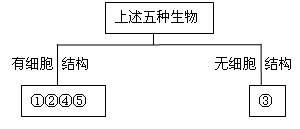 上述五种生物
有细胞 结构 无细胞 结构
①②④⑤ ③